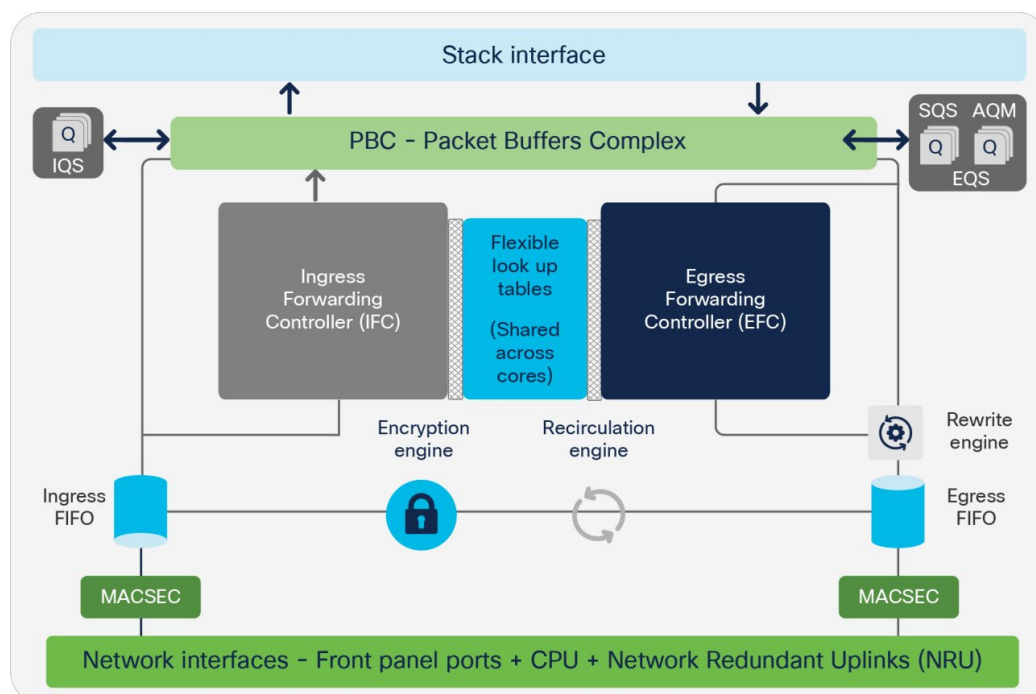 Stack interface
Q
IQS
PBC - Packet Buffers Complex
SQS AQM
Q Q
EQS
Ingress
Forwarding
Controller (IFC)
Flexible
look up
tables
(Shared
across
cores)
Egress
Forwarding
Controller (EFC)
Encryption
engine
Recirculation
engine
Rewrite
engine
Ingress
FIFO
Egress
FIFO
MACSEC
MACSEC
Network interfaces - Front panel ports + CPU + Network Redundant Uplinks (NRU)